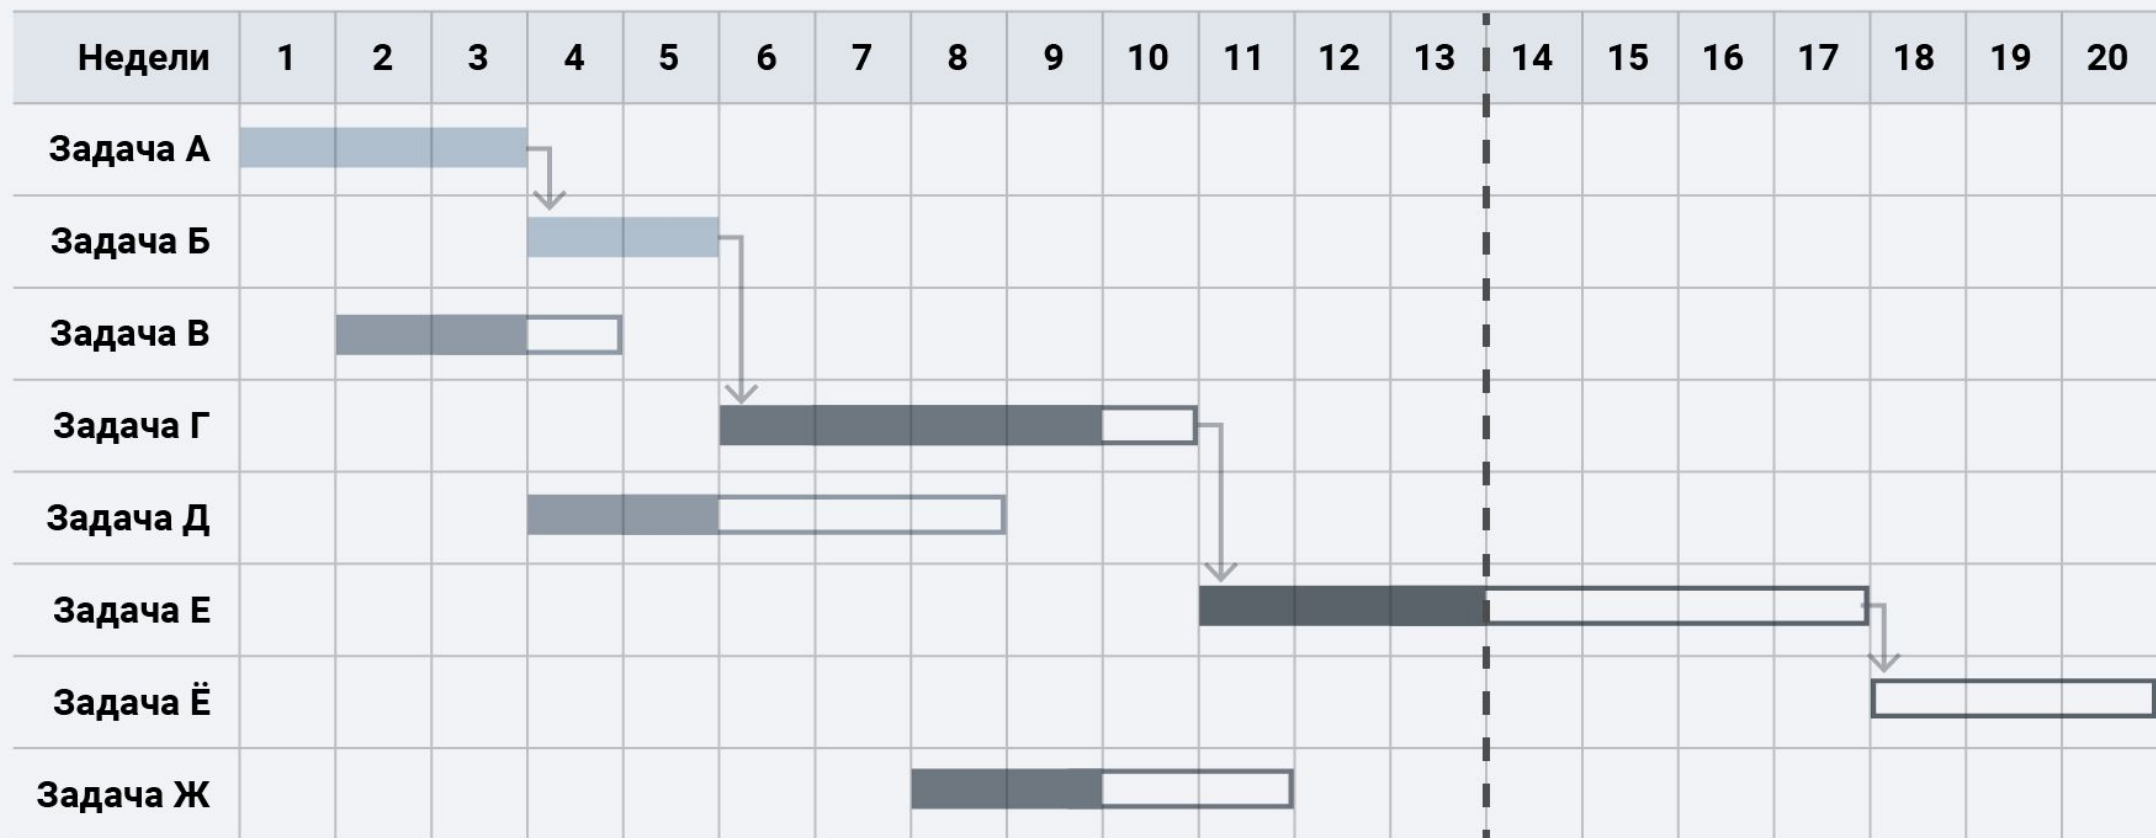 Недели 1 2 3 4 5 6 7 8 9 10 11 12 13 14 15 16 17 18 19 20
Задача А
Задача Б
Задача В
Задача Г
Задача Д
Задача Е
Задача Ё
Задача Ж